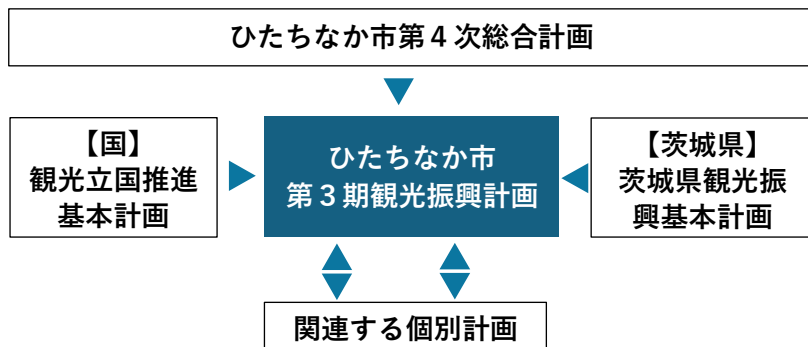 ひたちなか市第４次総合計画
【国】
観光立国推進
基本計画
ひたちなか市
第３期観光振興計画
【茨城県】
茨城県観光振
興基本計画
関連する個別計画